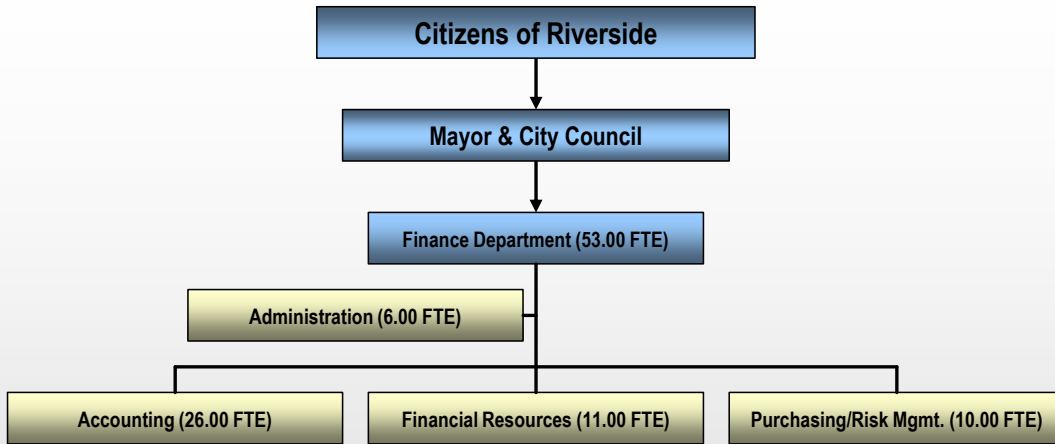 Citizens of Riverside
Mayor & City Council
Finance Department (53.00 FTE)
Administration (6.00 FTE)
Accounting (26.00 FTE)
Financial Resources (11.00 FTE)
Purchasing/Risk Mgmt. (10.00 FTE)